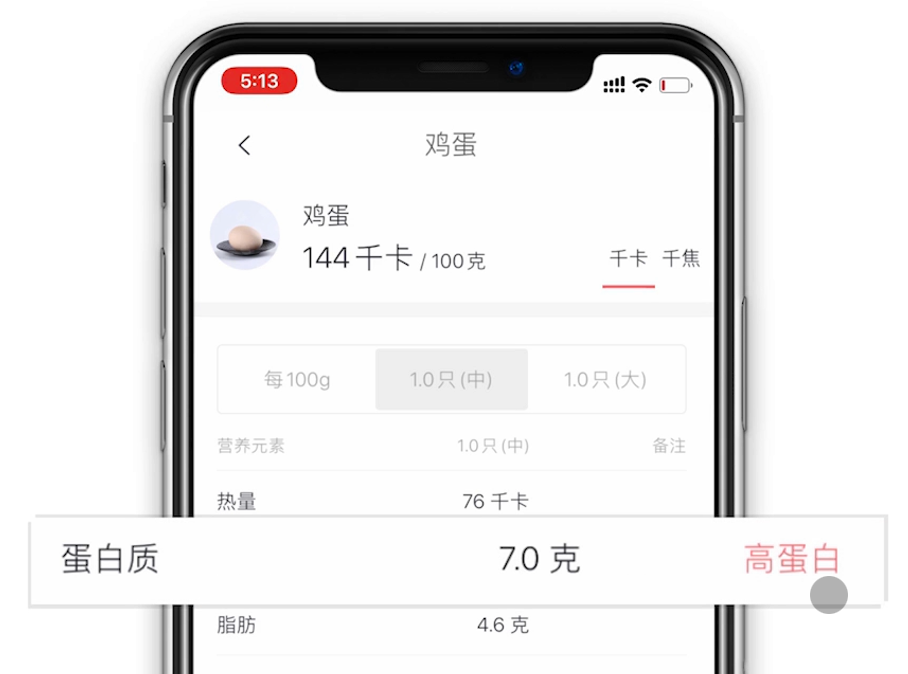 5:13
鸡蛋
鸡蛋
144千卡 / 100克
千卡 千焦
每100g 1.0只(中) 1.0只(大)
营养元素 1.0只(中) 备注
热量 76 千卡
蛋白质 7.0 克 高蛋白
脂肪 4.6 克